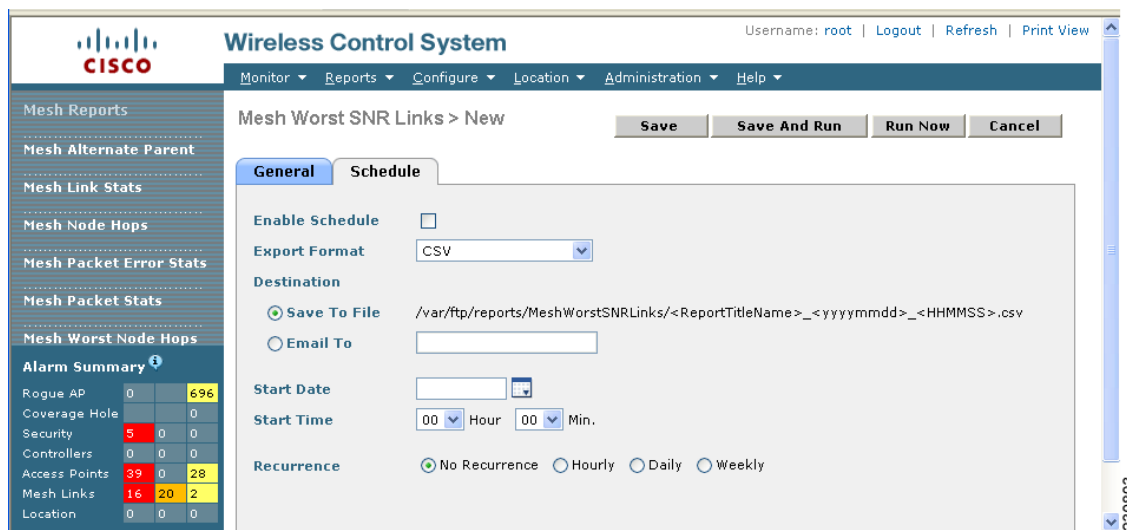 Username: root | Logout | Refresh | Print View
CISCO
Wireless Control System
Monitor Reports Configure Location Administration Help
Mesh Reports
Mesh Alternate Parent
Mesh Link Stats
Mesh Node Hops
Mesh Packet Error Stats
Mesh Packet Stats
Mesh Worst Node Hops
Alarm Summary
Rogue AP 0 696
Coverage Hole 0
Security 5 0 0
Controllers 0 0 0
Access Points 39 0 28
Mesh Links 16 20 2
Location 0 0 0
Mesh Worst SNR Links > New
Save Save And Run Run Now Cancel
General Schedule
Enable Schedule
Export Format CSV
Destination
Save To File /var/ftp/reports/MeshWorstSNRLinks/<ReportTitleName>_<yyyymmdd>_<HHMMSS>.csv
Email To
Start Date
Start Time 00 Hour 00 Min.
Recurrence No Recurrence Hourly Daily Weekly